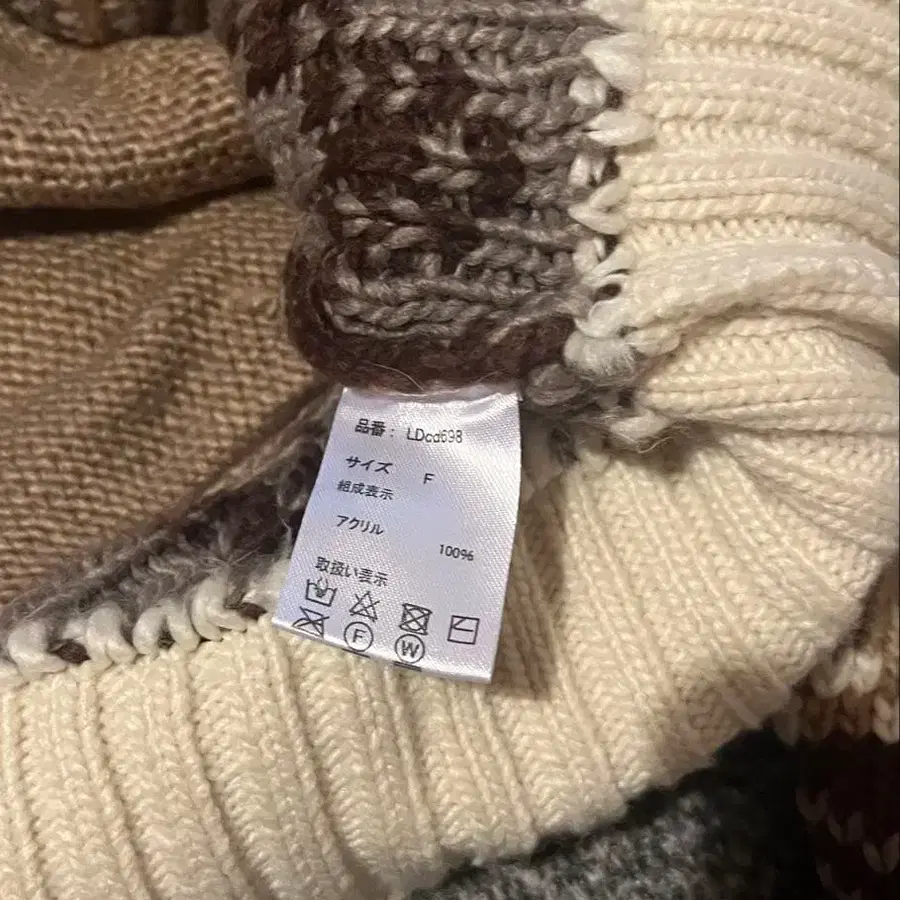 品番： LDcd698
サイズ F
組成表示
アクリル 100%
取扱い表示
F W